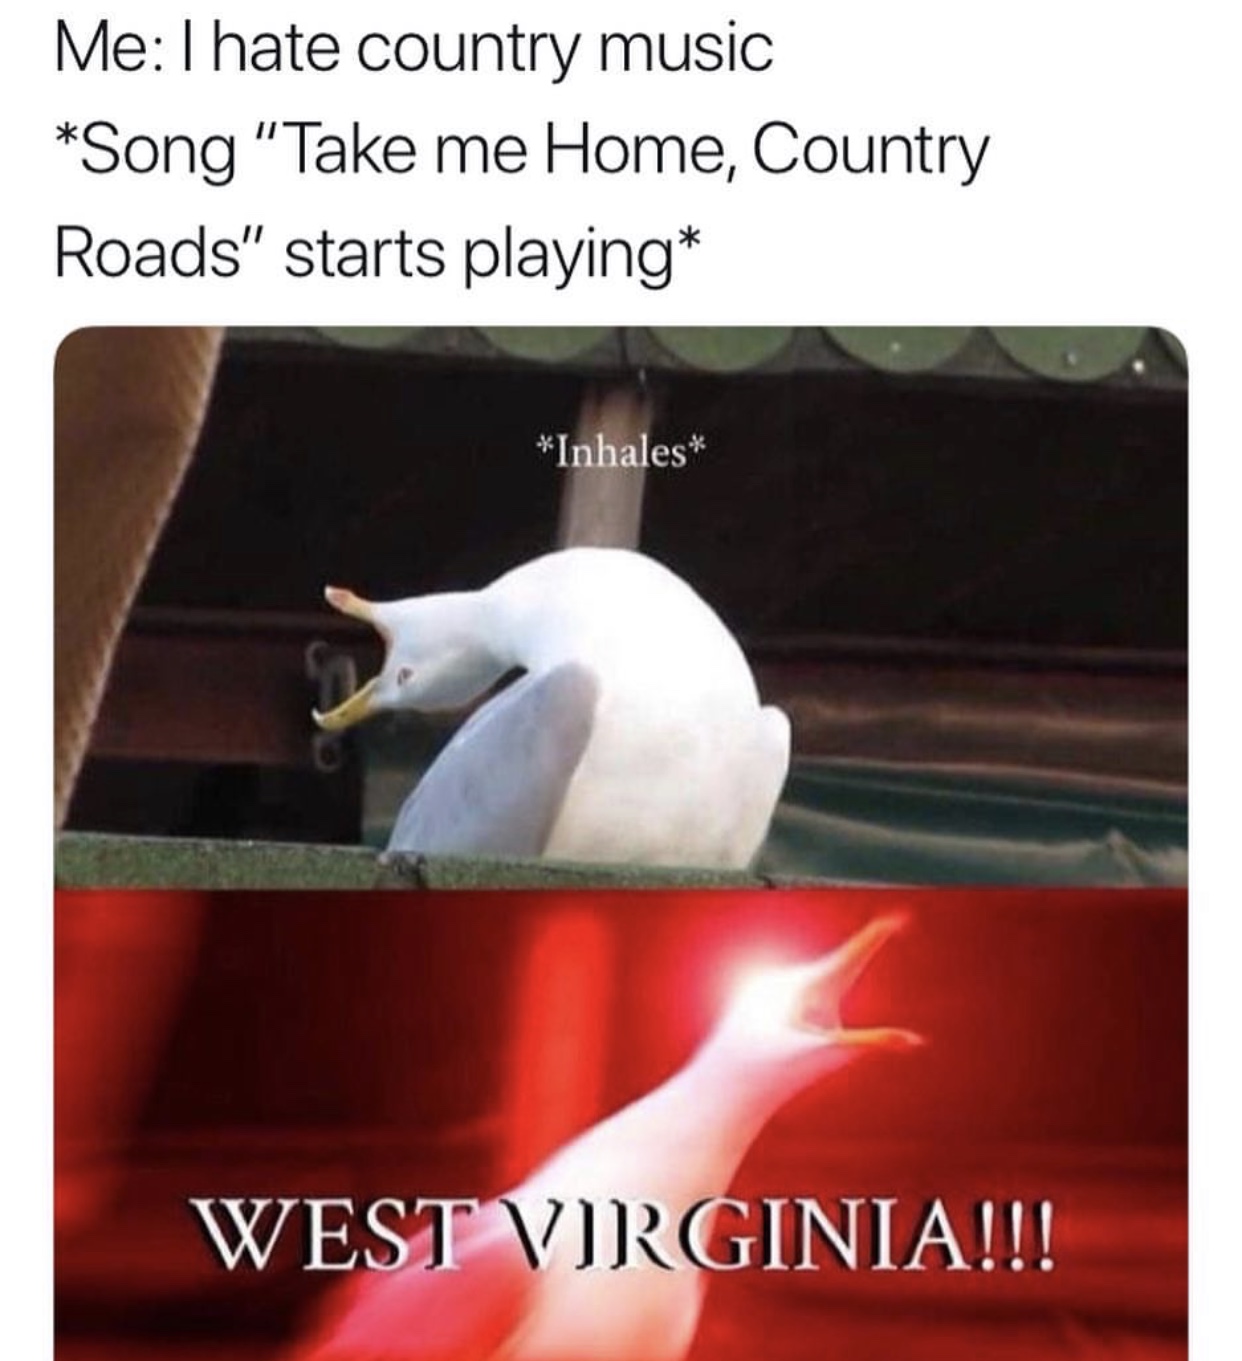 Me: I hate country music
*Song "Take me Home, Country
Roads" starts playing*
*Inhales*
WEST VIRGINIA!!!